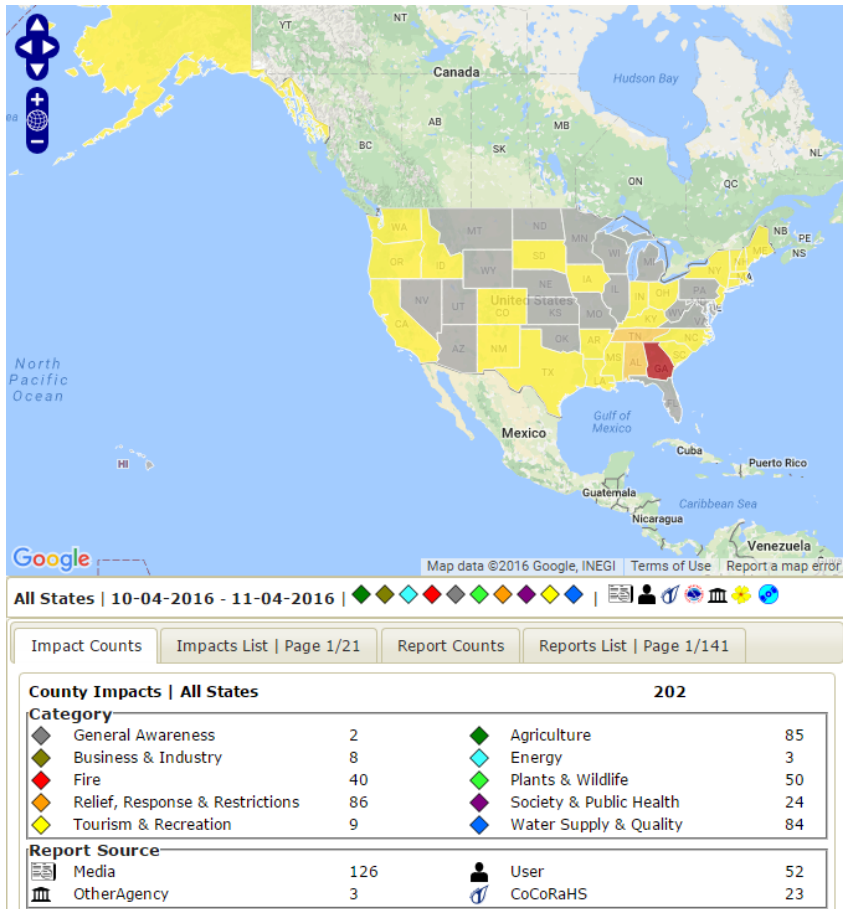 NT
YT
Canada
Hudson Bay
ea
AB
MB
BC
SK
NL
ON
QC
NB
PE
NS
WA
MT
ND
MN
ME
OR
ID
SD
WI
MI
NY
WY
IA
NE
PA
NV
UT
United States
CO
KS
IL
IN
OH
MO
WV
VA
KY
CA
AZ
NM
OK
AR
TN
NC
SC
MS
AL
GA
TX
LA
FL
North
Pacific
Ocean
Gulf of
Mexico
Mexico
HI
Cuba
Puerto Rico
Guatemala
Caribbean Sea
Nicaragua
Venezuela
Google
Map data ©2016 Google, INEGI Terms of Use Report a map error
All States | 10-04-2016 - 11-04-2016 | |
Impact Counts Impacts List | Page 1/21 Report Counts Reports List | Page 1/141
County Impacts | All States 202
Category
General Awareness 2 Agriculture 85
Business & Industry 8 Energy 3
Fire 40 Plants & Wildlife 50
Relief, Response & Restrictions 86 Society & Public Health 24
Tourism & Recreation 9 Water Supply & Quality 84
Report Source
Media 126 User 52
OtherAgency 3 CoCoRaHS 23